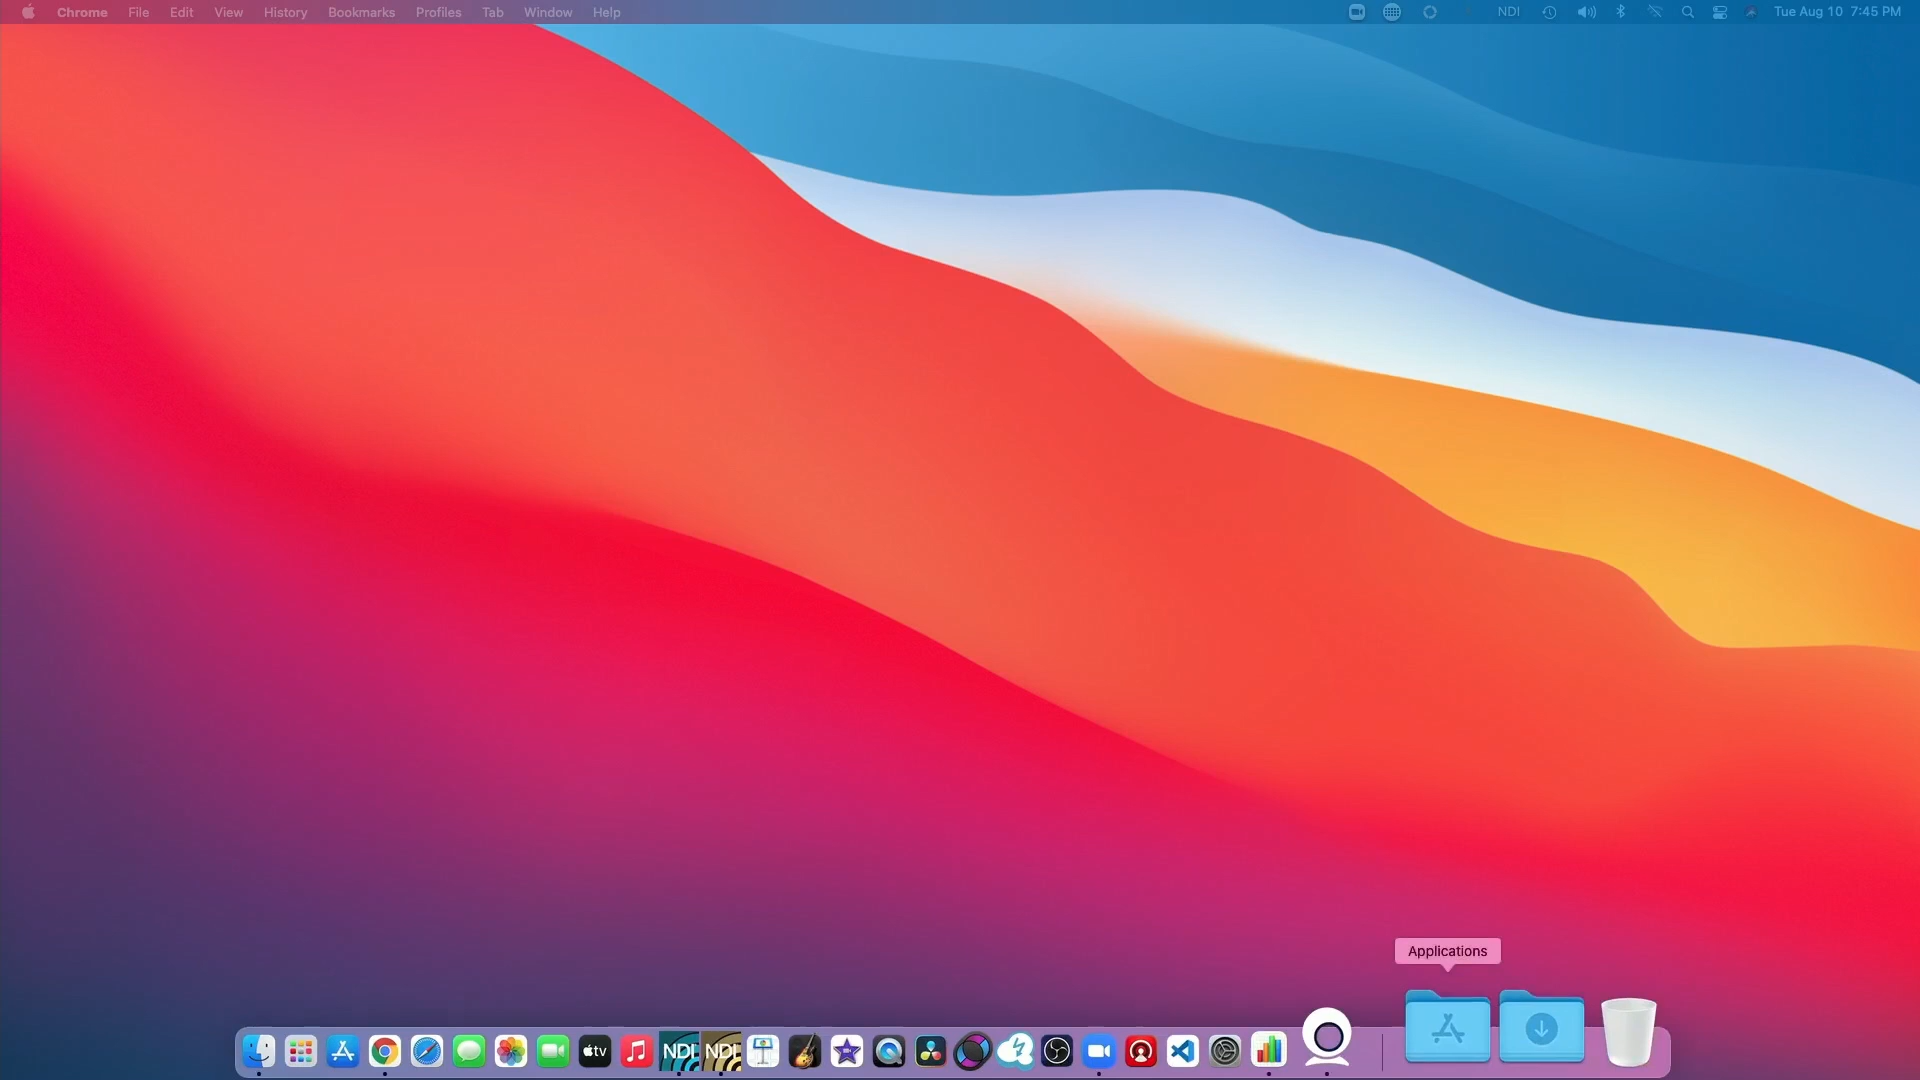 Chrome File Edit View History Bookmarks Profiles Tab Window Help NDI Tue Aug 10 7:45 PM
Applications
tv NDI NDI